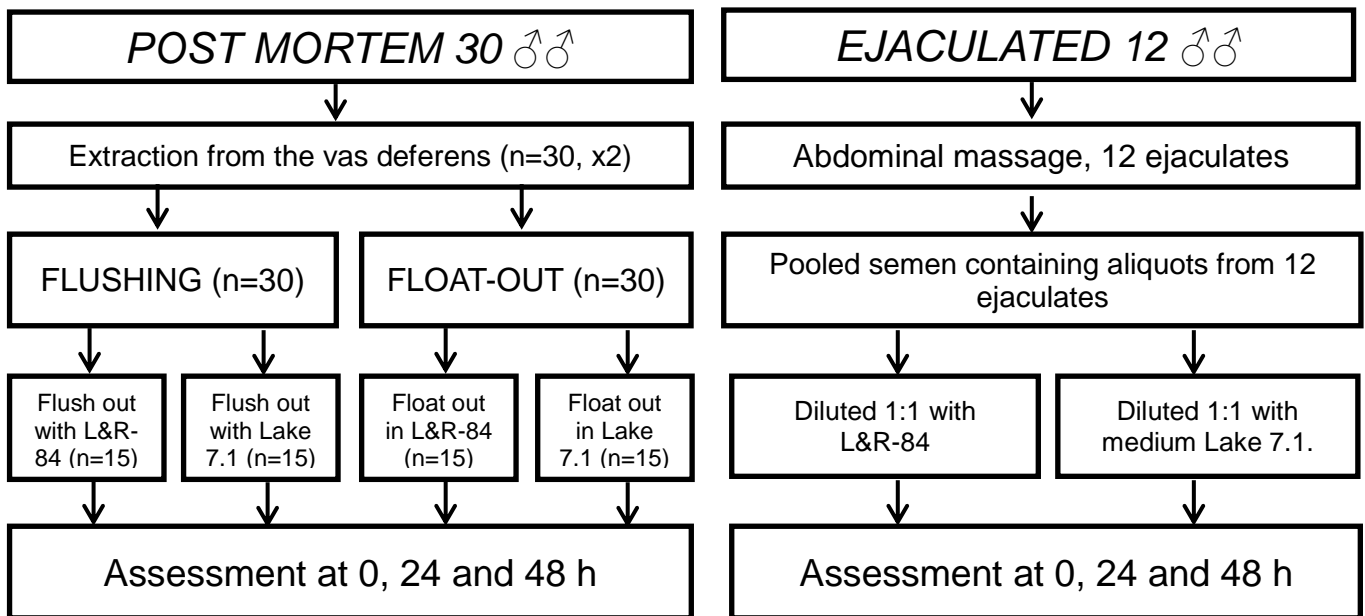 POST MORTEM 30 ♂♂
Extraction from the vas deferens (n=30, x2)
FLUSHING (n=30)
FLOAT-OUT (n=30)
Flush out
with L&R-
84 (n=15)
Flush out
with Lake
7.1 (n=15)
Float out
in L&R-84
(n=15)
Float out
in Lake
7.1 (n=15)
Assessment at 0, 24 and 48 h
EJACULATED 12 ♂♂
Abdominal massage, 12 ejaculates
Pooled semen containing aliquots from 12
ejaculates
Diluted 1:1 with
L&R-84
Diluted 1:1 with
medium Lake 7.1.
Assessment at 0, 24 and 48 h